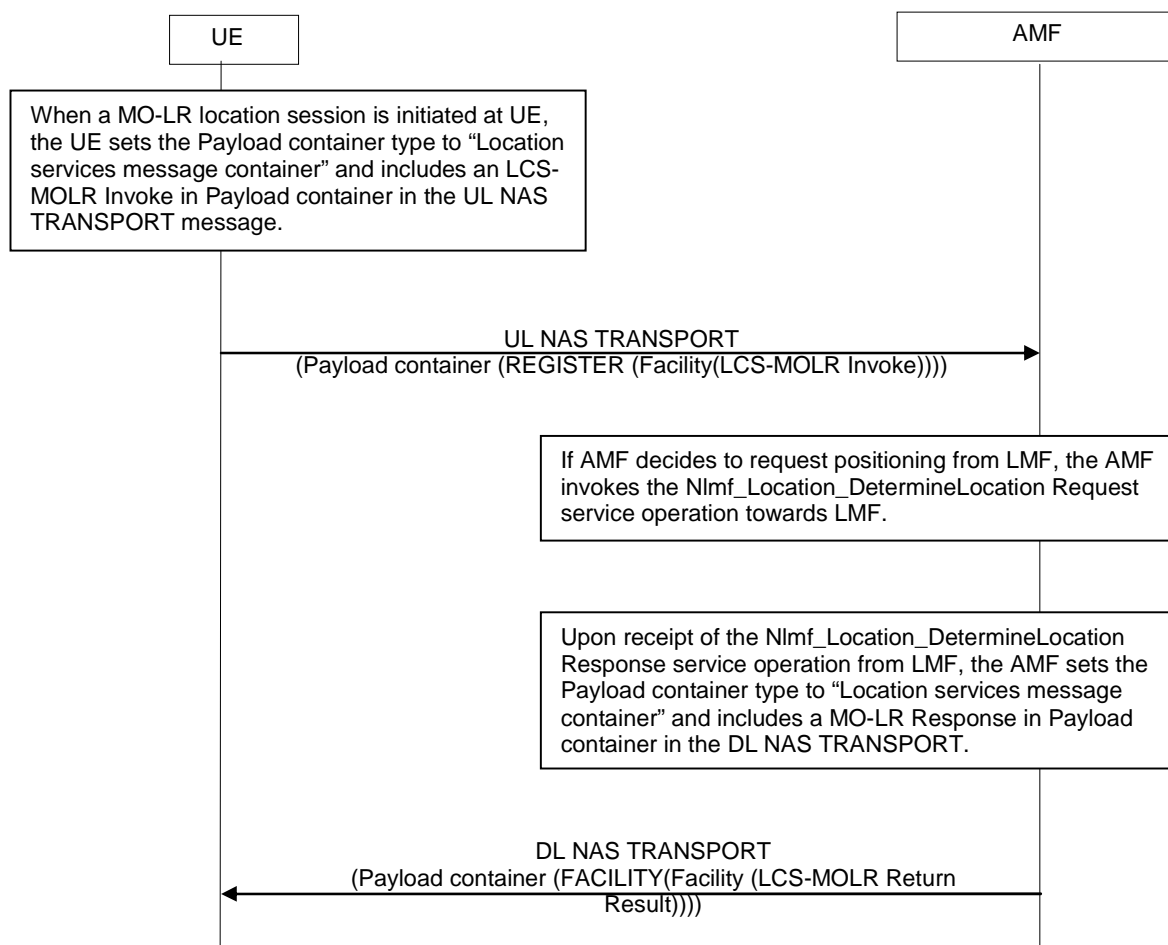 UE
AMF
When a MO-LR location session is initiated at UE,
the UE sets the Payload container type to “Location
services message container” and includes an LCS-
MOLR Invoke in Payload container in the UL NAS
TRANSPORT message.
UL NAS TRANSPORT
(Payload container (REGISTER (Facility(LCS-MOLR Invoke))))
If AMF decides to request positioning from LMF, the AMF
invokes the Nlmf_Location_DetermineLocation Request
service operation towards LMF.
Upon receipt of the Nlmf_Location_DetermineLocation
Response service operation from LMF, the AMF sets the
Payload container type to “Location services message
container” and includes a MO-LR Response in Payload
container in the DL NAS TRANSPORT.
DL NAS TRANSPORT
(Payload container (FACILITY(Facility (LCS-MOLR Return
Result))))